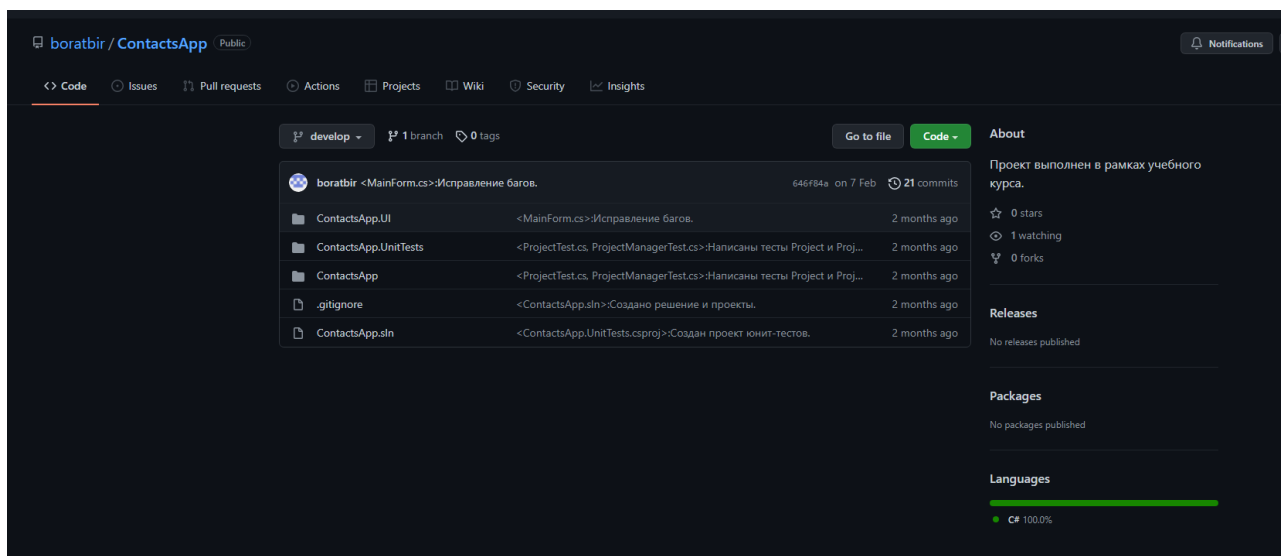 boratbir / ContactsApp Public
Notifications
Code Issues Pull requests Actions Projects Wiki Security Insights
develop 1 branch 0 tags Go to file Code
boratbir <MainForm.cs>:Исправление багов. 646f84a on 7 Feb 21 commits
ContactsApp.UI <MainForm.cs>:Исправление багов. 2 months ago
ContactsApp.UnitTests <ProjectTest.cs, ProjectManagerTest.cs>:Написаны тесты Project и Proj... 2 months ago
ContactsApp <ProjectTest.cs, ProjectManagerTest.cs>:Написаны тесты Project и Proj... 2 months ago
.gitignore <ContactsApp.sln>:Создано решение и проекты. 2 months ago
ContactsApp.sln <ContactsApp.UnitTests.csproj>:Создан проект юнит-тестов. 2 months ago
About
Проект выполнен в рамках учебного
курса.
0 stars
1 watching
0 forks
Releases
No releases published
Packages
No packages published
Languages
C# 100.0%